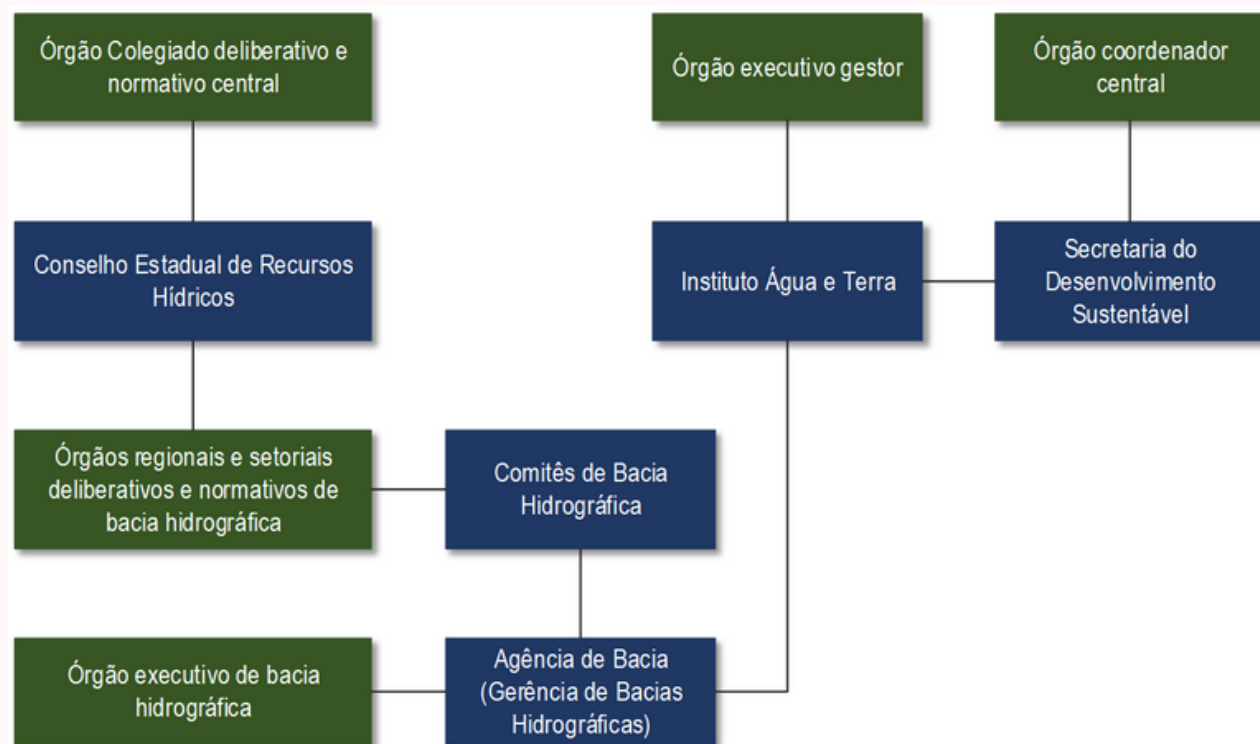 Órgão Colegiado deliberativo e
normativo central
Órgão executivo gestor
Órgão coordenador
central
Conselho Estadual de Recursos
Hídricos
Instituto Água e Terra
Secretaria do
Desenvolvimento
Sustentável
Órgãos regionais e setoriais
deliberativos e normativos de
bacia hidrográfica
Comitês de Bacia
Hidrográfica
Órgão executivo de bacia
hidrográfica
Agência de Bacia
(Gerência de Bacias
Hidrográficas)